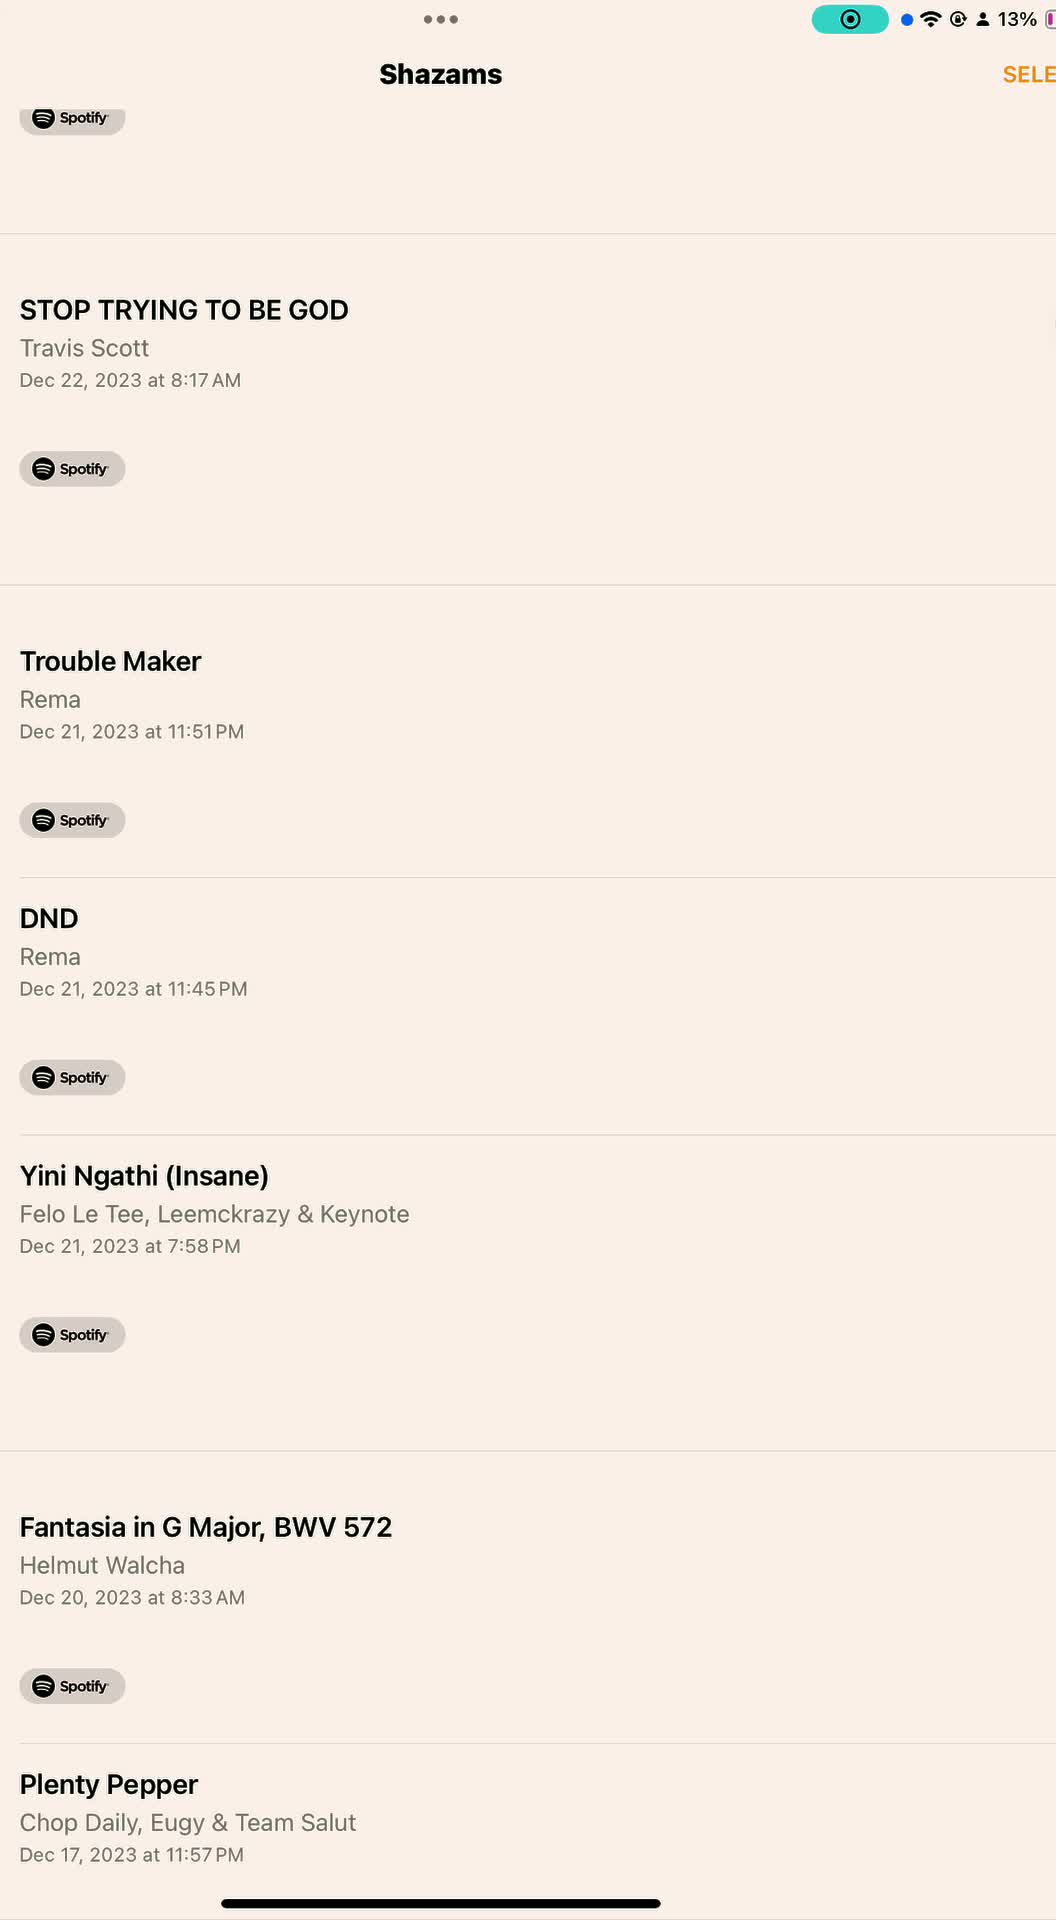 13%
Shazams
SELE
Spotify
STOP TRYING TO BE GOD
Travis Scott
Dec 22, 2023 at 8:17 AM
Spotify
Trouble Maker
Rema
Dec 21, 2023 at 11:51 PM
Spotify
DND
Rema
Dec 21, 2023 at 11:45 PM
Spotify
Yini Ngathi (Insane)
Felo Le Tee, Leemckrazy & Keynote
Dec 21, 2023 at 7:58 PM
Spotify
Fantasia in G Major, BWV 572
Helmut Walcha
Dec 20, 2023 at 8:33 AM
Spotify
Plenty Pepper
Chop Daily, Eugy & Team Salut
Dec 17, 2023 at 11:57 PM